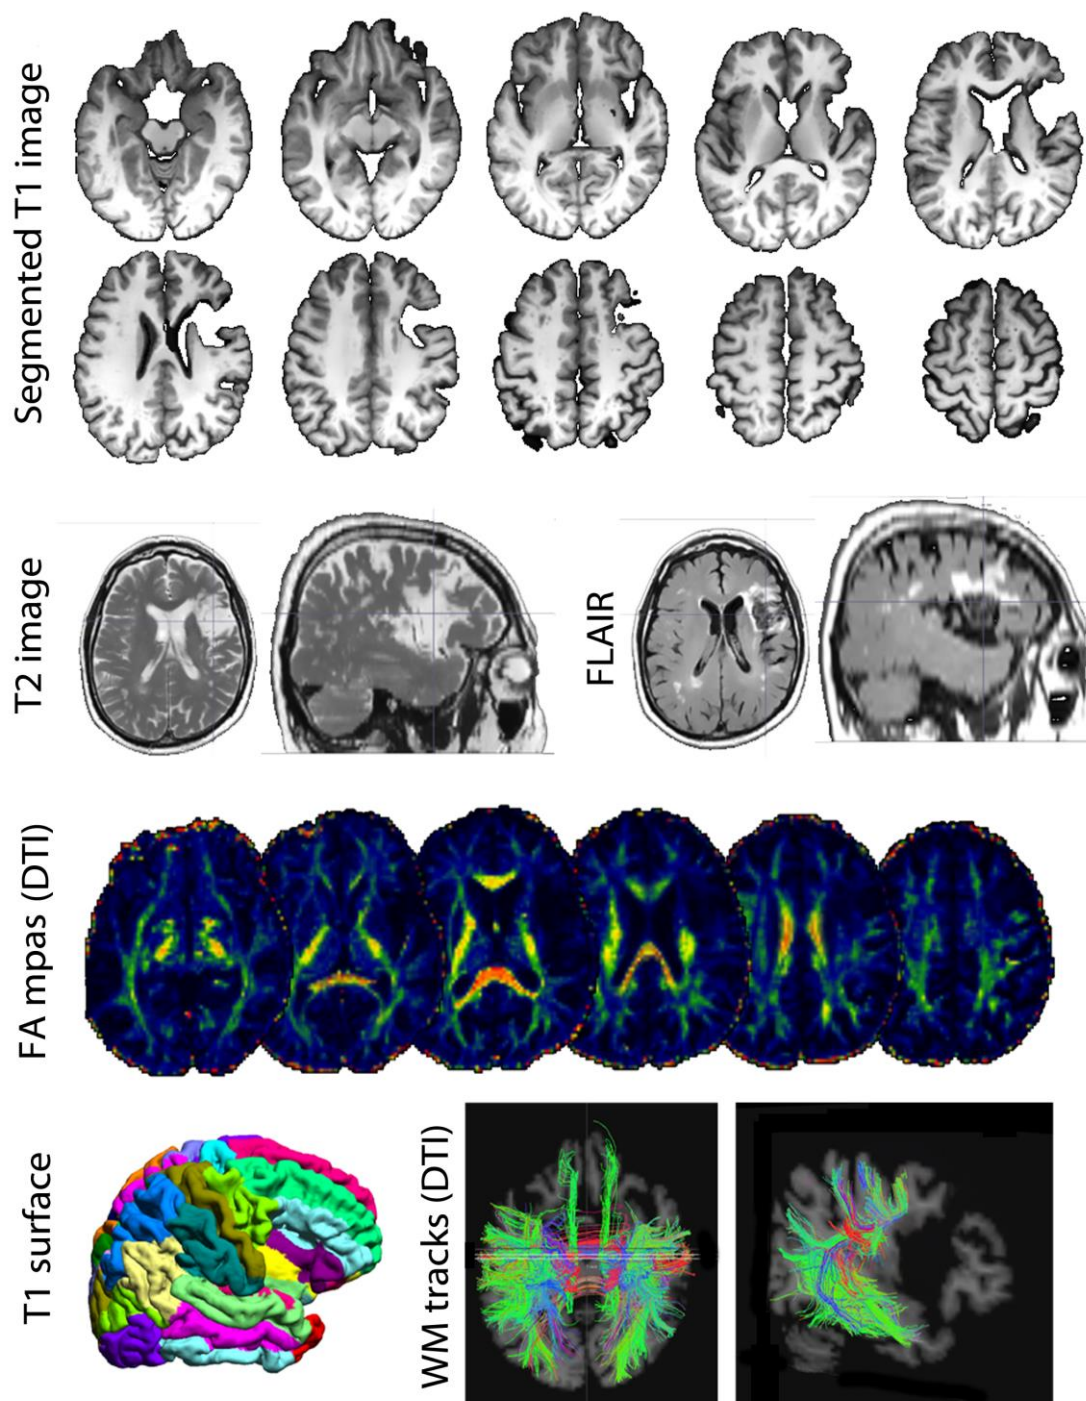 Segmented T1 image
T2 image
FLAIR
FA mpas (DTI)
T1 surface
WM tracks (DTI)